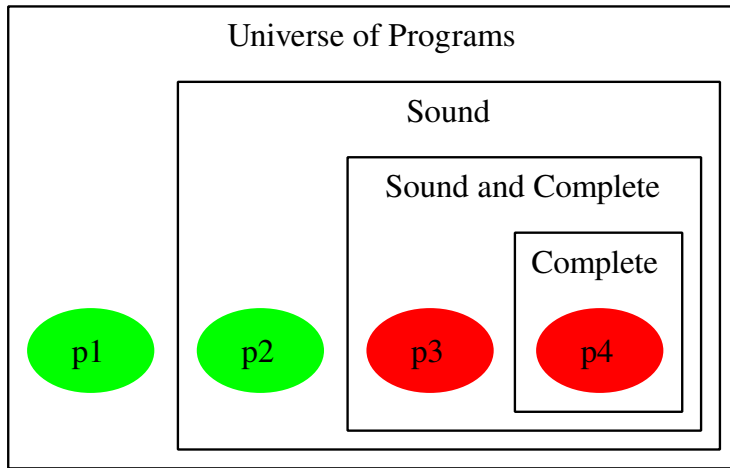 Universe of Programs
Sound
Sound and Complete
Complete
p1 p2 p3 p4